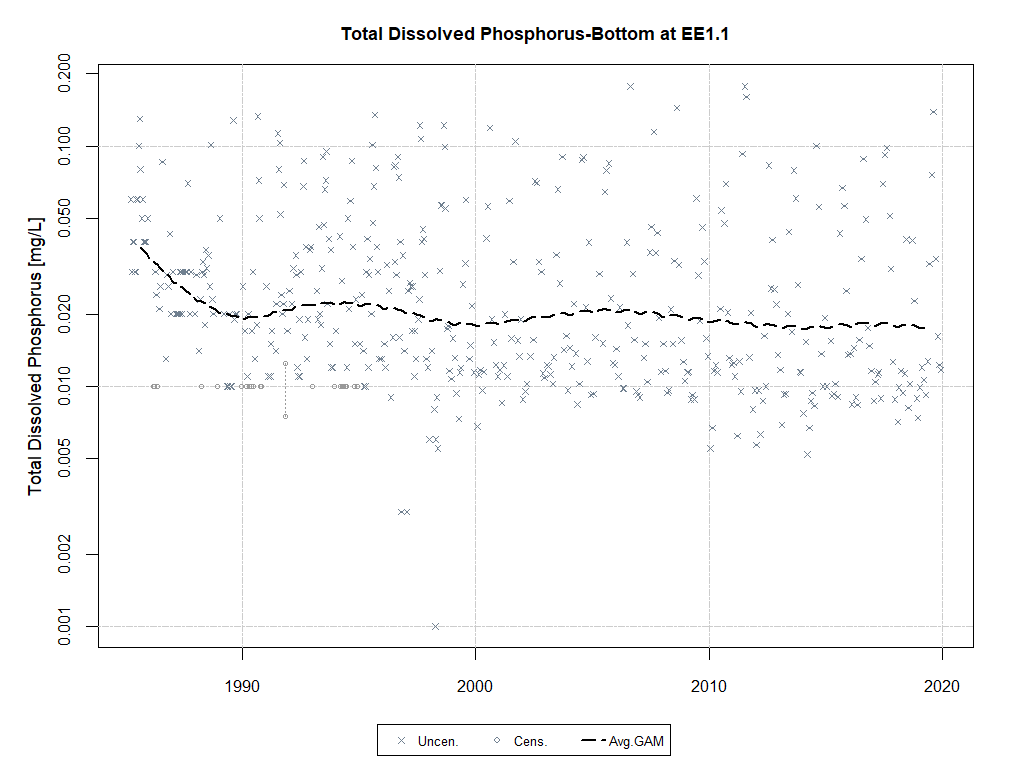 Total Dissolved Phosphorus-Bottom at EE1.1
Total Dissolved Phosphorus [mg/L]
0.200
0.100
0.050
0.020
0.010
0.005
0.002
0.001
1990 2000 2010 2020
Uncen. Cens. Avg.GAM